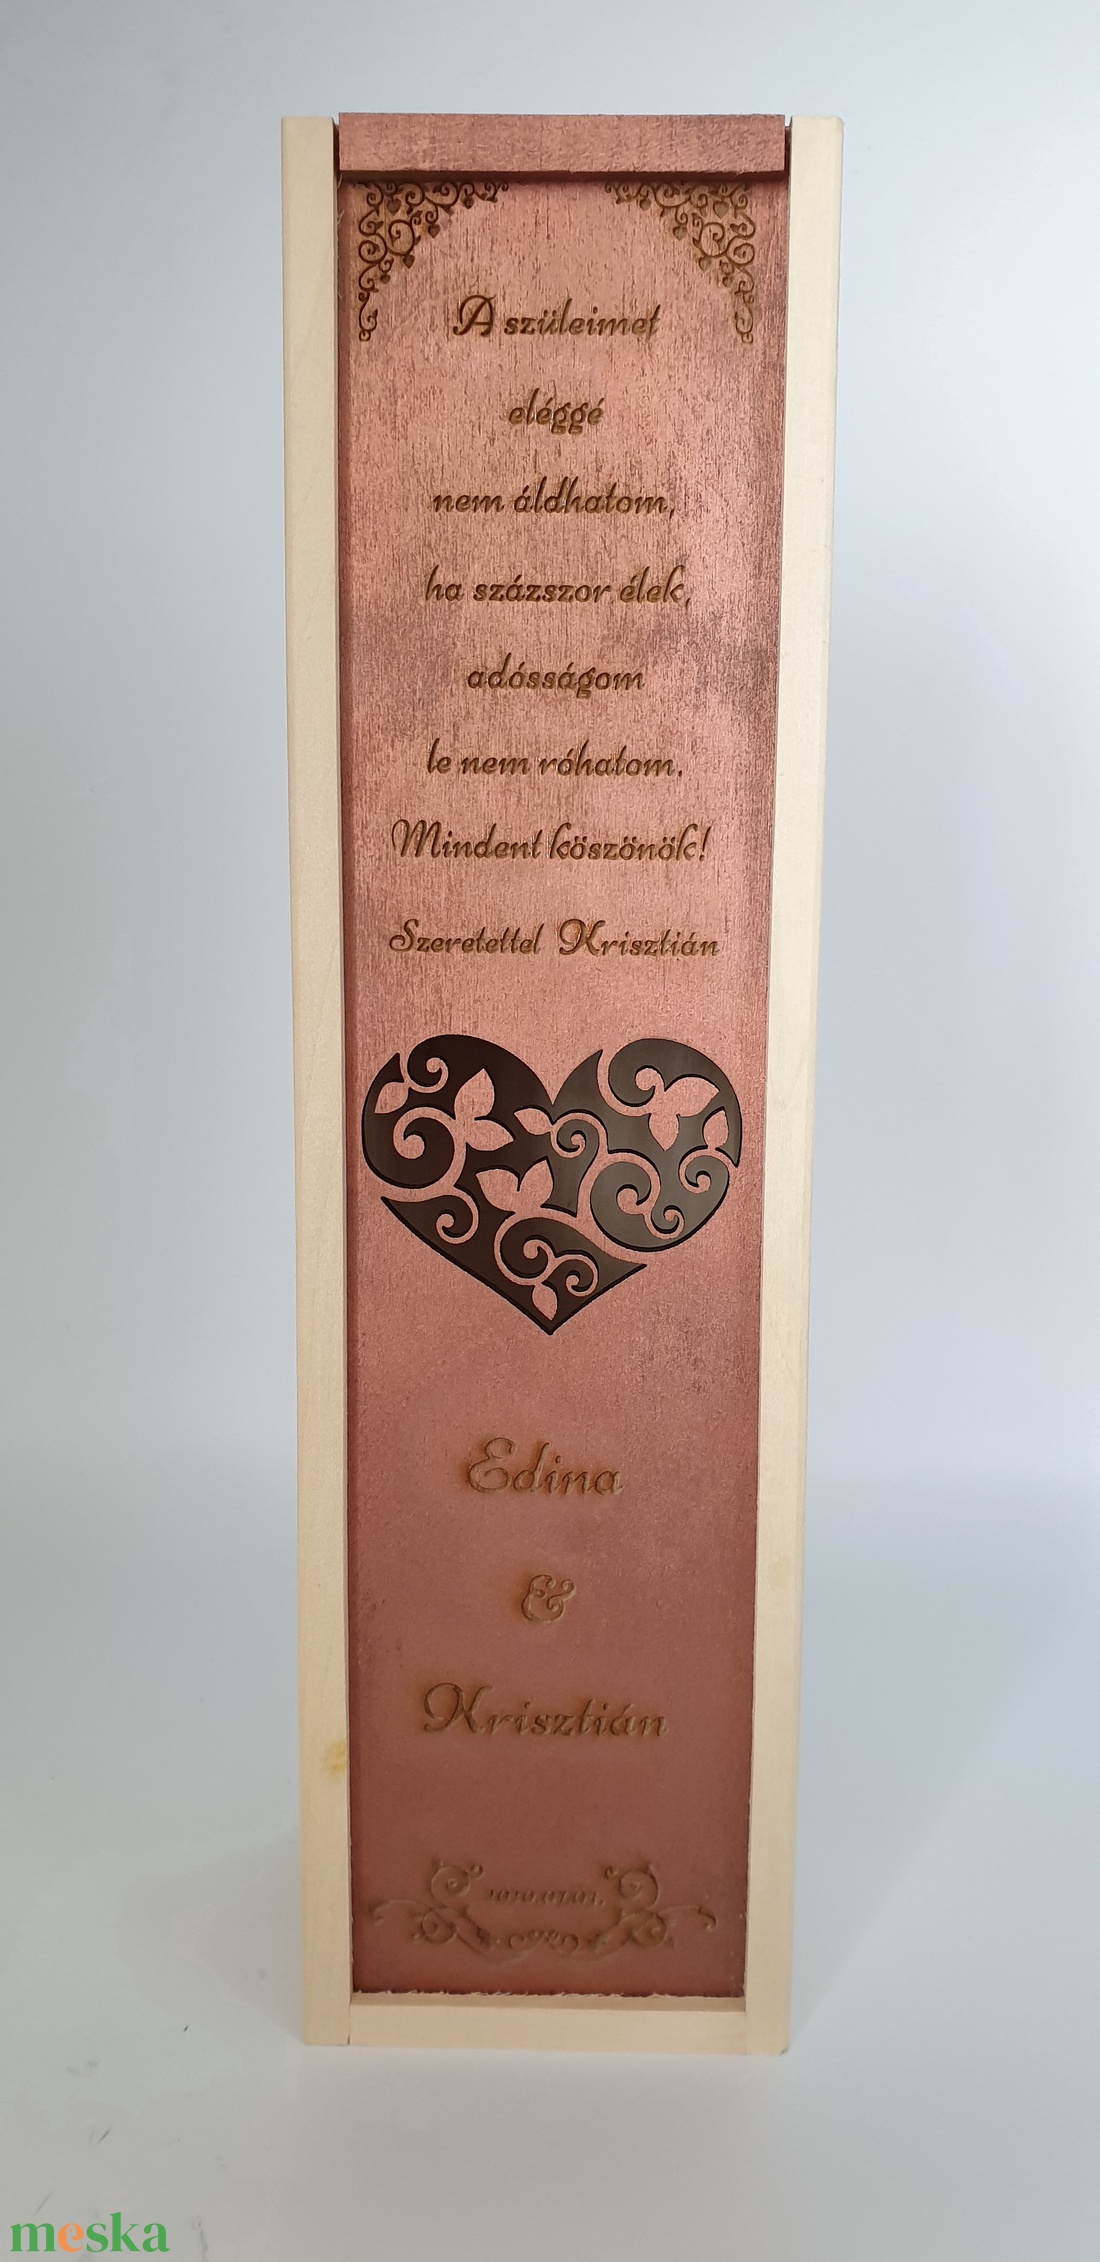 A szüleimet
eléggé
nem áldhatom,
ha százszor élek,
adósságom
le nem róhatom.
Mindent köszönök!
Szeretettel Krisztián
Edina
&
Krisztián
meska